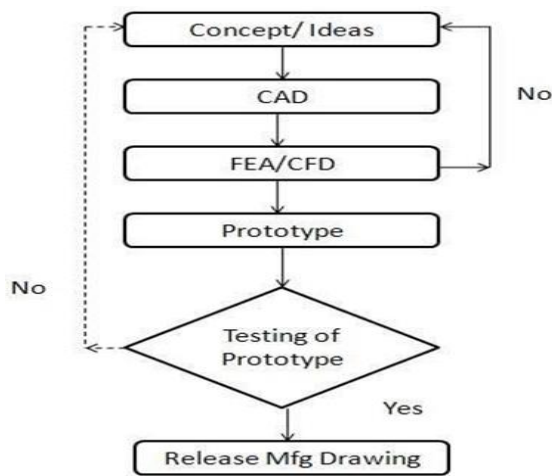 Concept/ Ideas
CAD
No
FEA/CFD
Prototype
No
Testing of
Prototype
Yes
Release Mfg Drawing